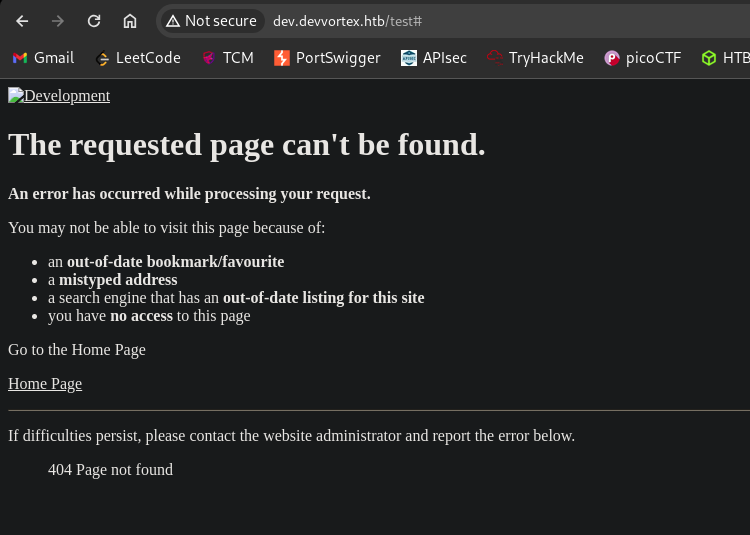 Not secure dev.devvortex.htb/test#
Gmail LeetCode TCM PortSwigger APIsec TryHackMe picoCTF HTB
Development
The requested page can't be found.
An error has occurred while processing your request.
You may not be able to visit this page because of:
an out-of-date bookmark/favourite
a mistyped address
a search engine that has an out-of-date listing for this site
you have no access to this page
Go to the Home Page
Home Page
If difficulties persist, please contact the website administrator and report the error below.
404 Page not found